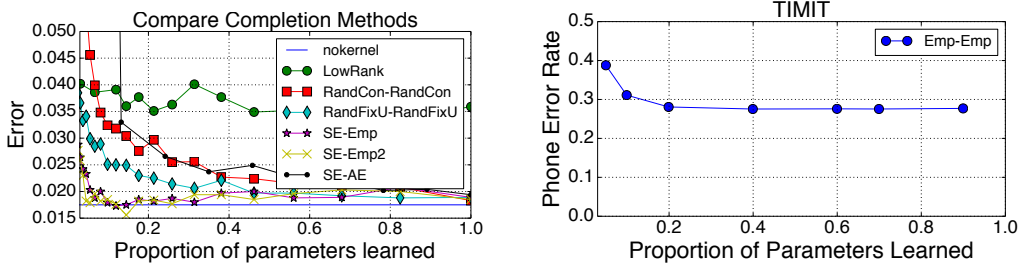 Compare Completion Methods
0.050
0.045
0.040
0.035
0.030
0.025
0.020
0.015
Error
nokernel
LowRank
RandCon-RandCon
RandFixU-RandFixU
SE-Emp
SE-Emp2
SE-AE
0.2 0.4 0.6 0.8 1.0
Proportion of parameters learned
TIMIT
0.5
0.4
0.3
0.2
0.1
0.0
Phone Error Rate
Emp-Emp
0.2 0.4 0.6 0.8 1.0
Proportion of Parameters Learned